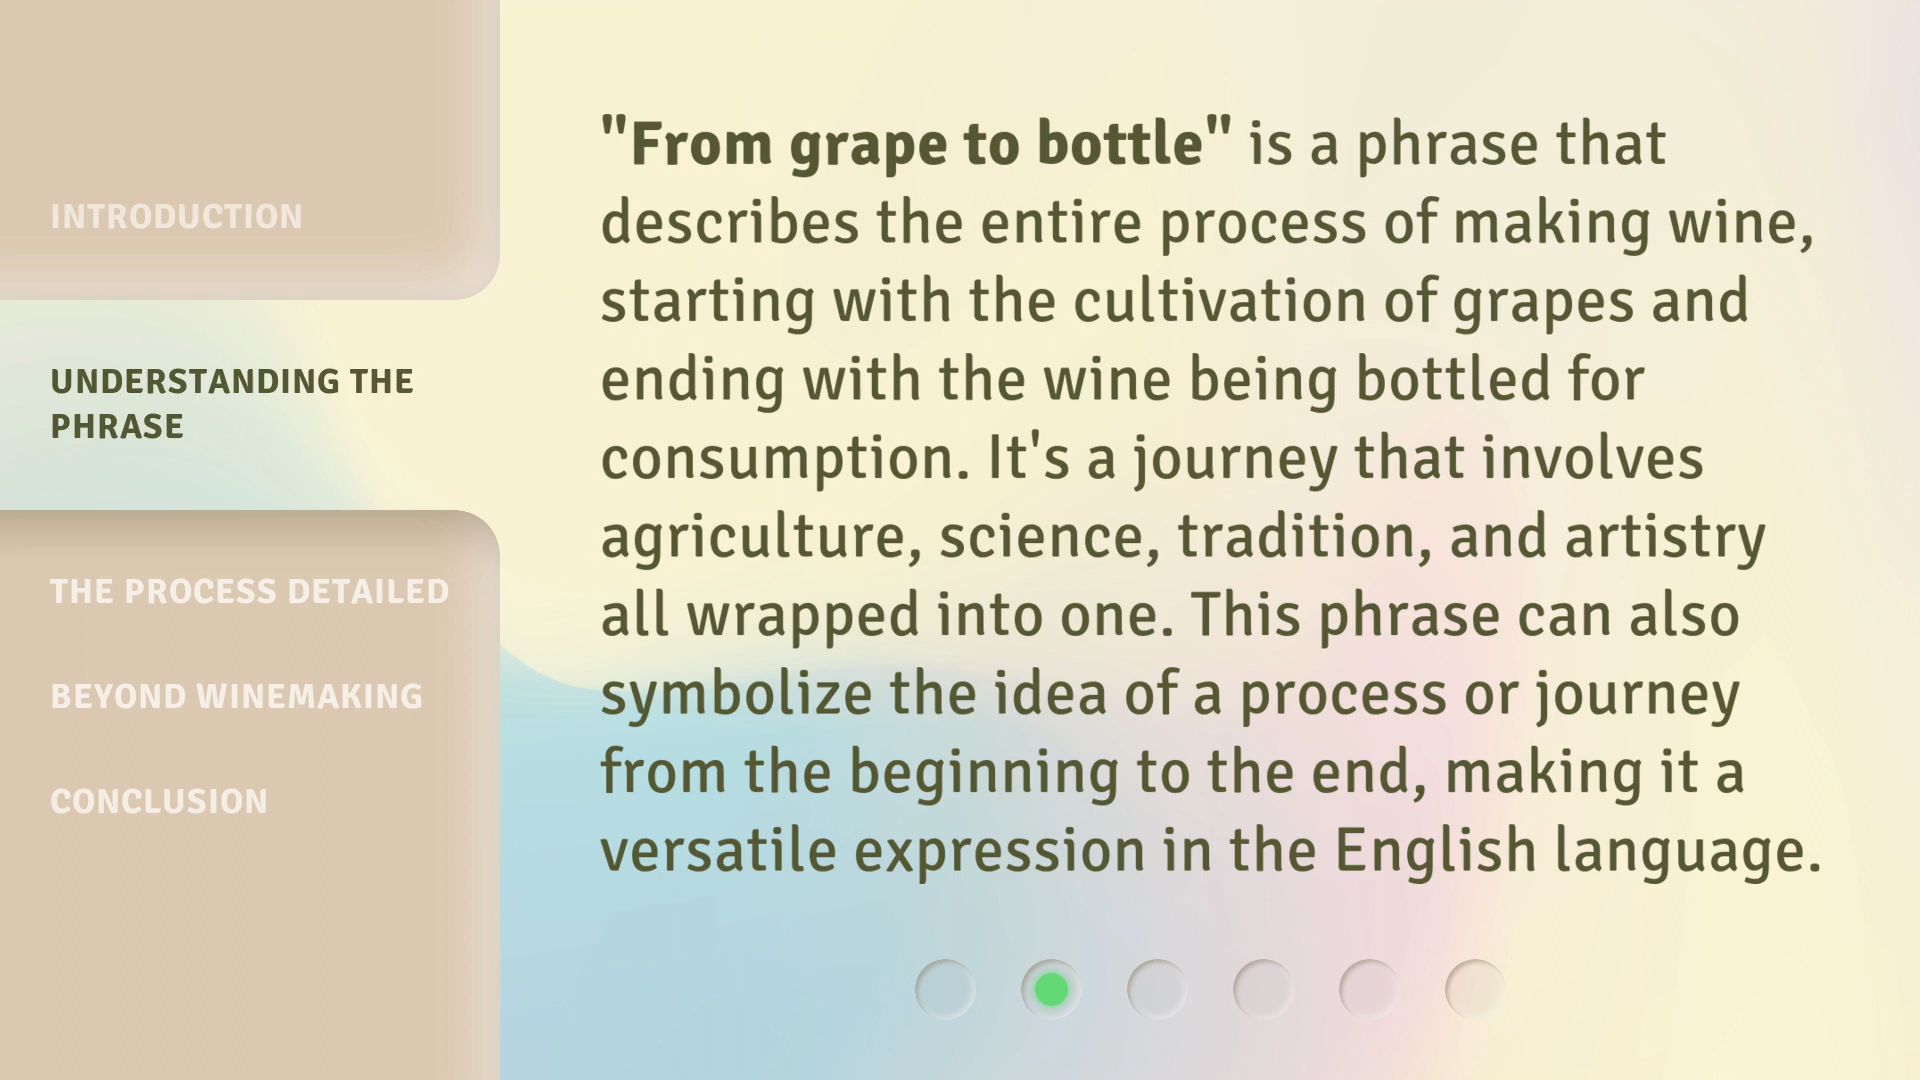 INTRODUCTION
UNDERSTANDING THE
PHRASE
THE PROCESS DETAILED
BEYOND WINEMAKING
CONCLUSION
"From grape to bottle" is a phrase that
describes the entire process of making wine,
starting with the cultivation of grapes and
ending with the wine being bottled for
consumption. It's a journey that involves
agriculture, science, tradition, and artistry
all wrapped into one. This phrase can also
symbolize the idea of a process or journey
from the beginning to the end, making it a
versatile expression in the English language.